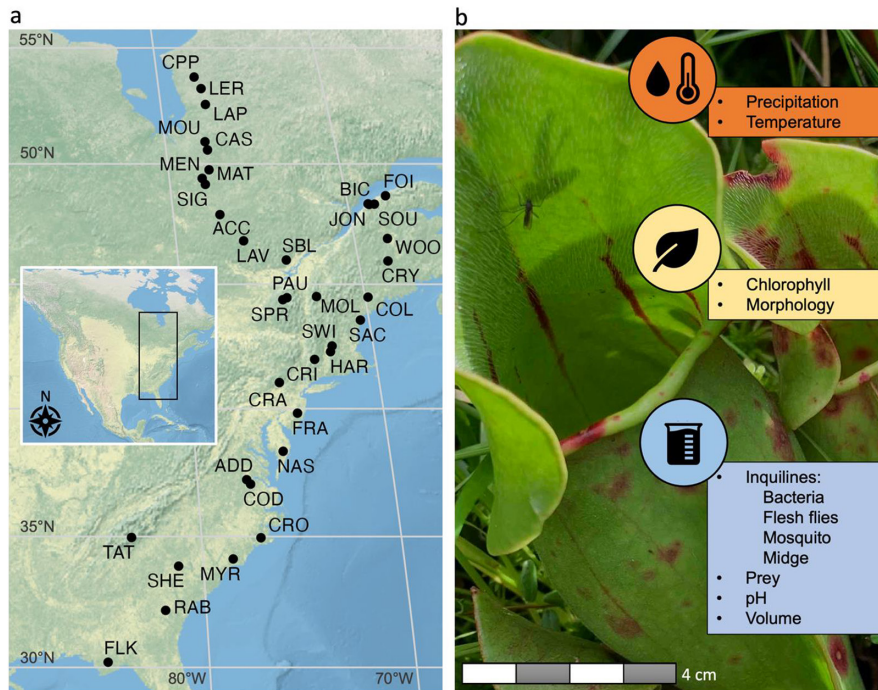 a
55°N
CPP
LER
LAP
MOU
CAS
50°N
MEN
MAT
SIG
BIC
FOI
JON
SOU
ACC
WOO
LAV
SBL
CRY
PAU
SPR
MOL
COL
SAC
SWI
HAR
CRI
CRA
N
FRA
NAS
ADD
COD
CRO
35°N
TAT
MYR
SHE
RAB
FLK
30°N
80°W
70°W
b
• Precipitation
• Temperature
• Chlorophyll
• Morphology
• Inquilines:
Bacteria
Flesh flies
Mosquito
Midge
• Prey
• pH
• Volume
4 cm